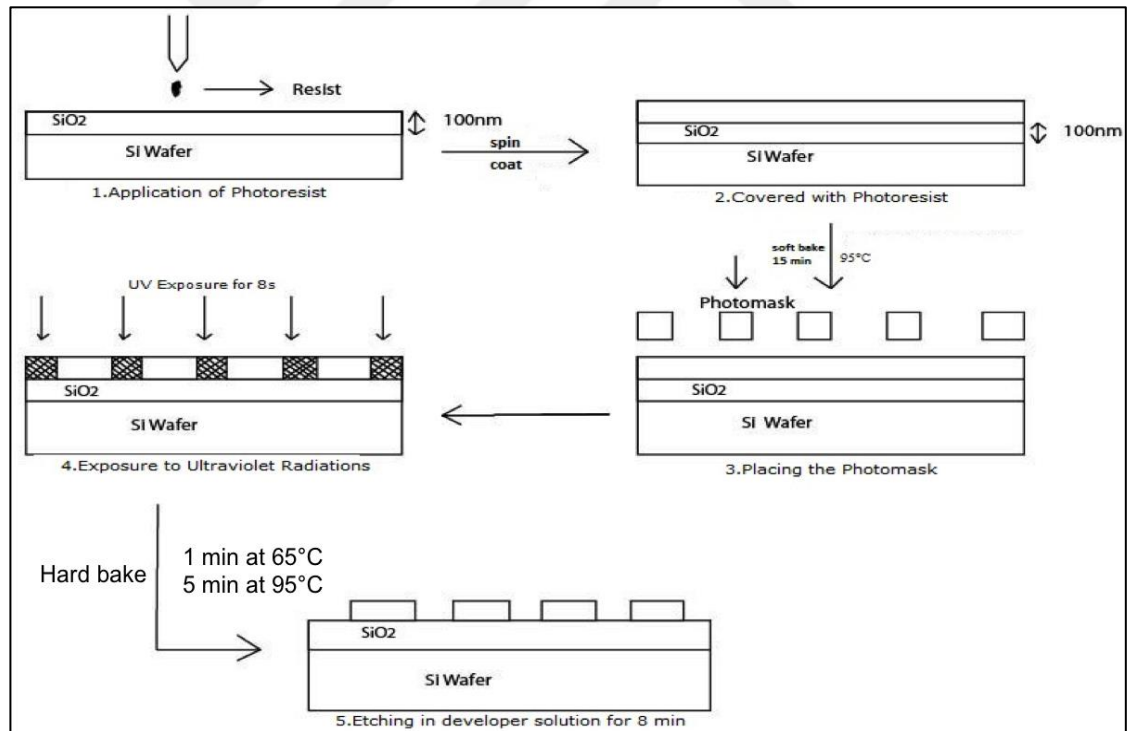 Resist
SiO2
100nm
Si Wafer
1.Application of Photoresist
spin
coat
SiO2
100nm
Si Wafer
2.Covered with Photoresist
soft bake
15 min
95°C
Photomask
SiO2
Si Wafer
3.Placing the Photomask
UV Exposure for 8s
SiO2
Si Wafer
4.Exposure to Ultraviolet Radiations
Hard bake
1 min at 65°C
5 min at 95°C
SiO2
Si Wafer
5.Etching in developer solution for 8 min